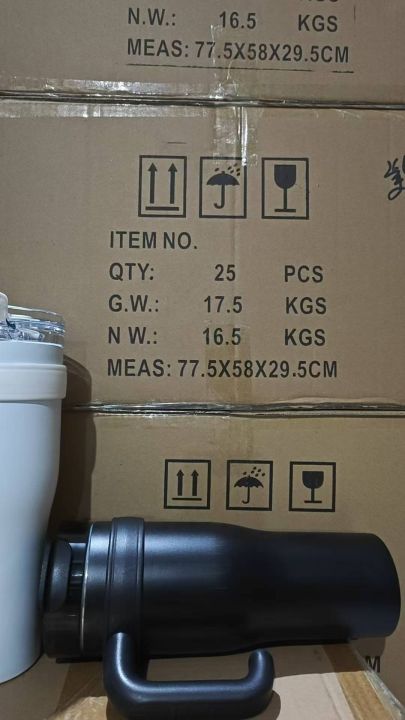 N.W.: 16.5 KGS
MEAS: 77.5X58X29.5CM
ITEM NO.
QTY: 25 PCS
G.W.: 17.5 KGS
N W.: 16.5 KGS
MEAS: 77.5X58X29.5CM
M